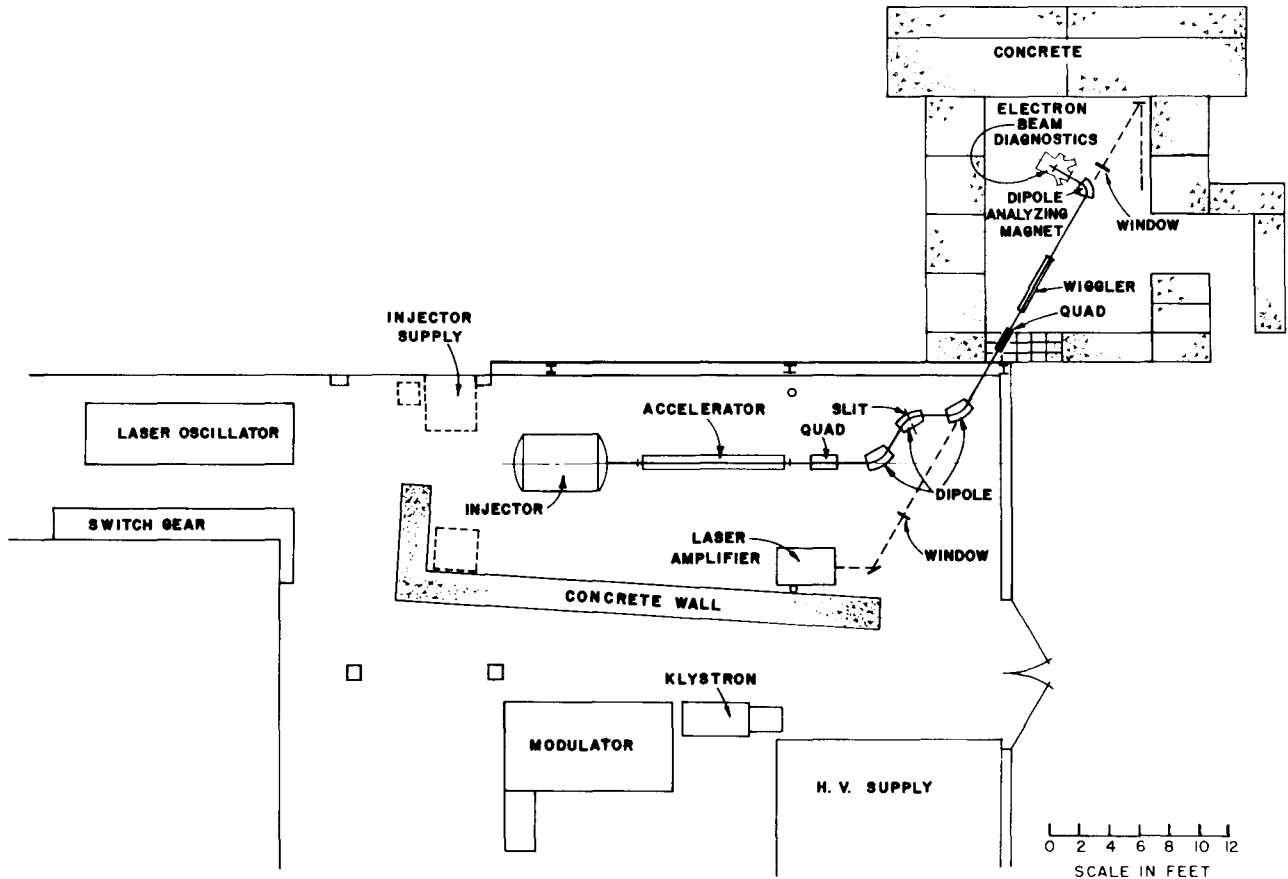 CONCRETE
ELECTRON
BEAM
DIAGNOSTICS
DIPOLE
ANALYZING
MAGNET
WINDOW
WIGGLER
QUAD
INJECTOR
SUPPLY
LASER OSCILLATOR
ACCELERATOR
SLIT
QUAD
INJECTOR
DIPOLE
SWITCH GEAR
LASER
AMPLIFIER
WINDOW
CONCRETE WALL
KLYSTRON
MODULATOR
H. V. SUPPLY
0 2 4 6 8 10 12
SCALE IN FEET